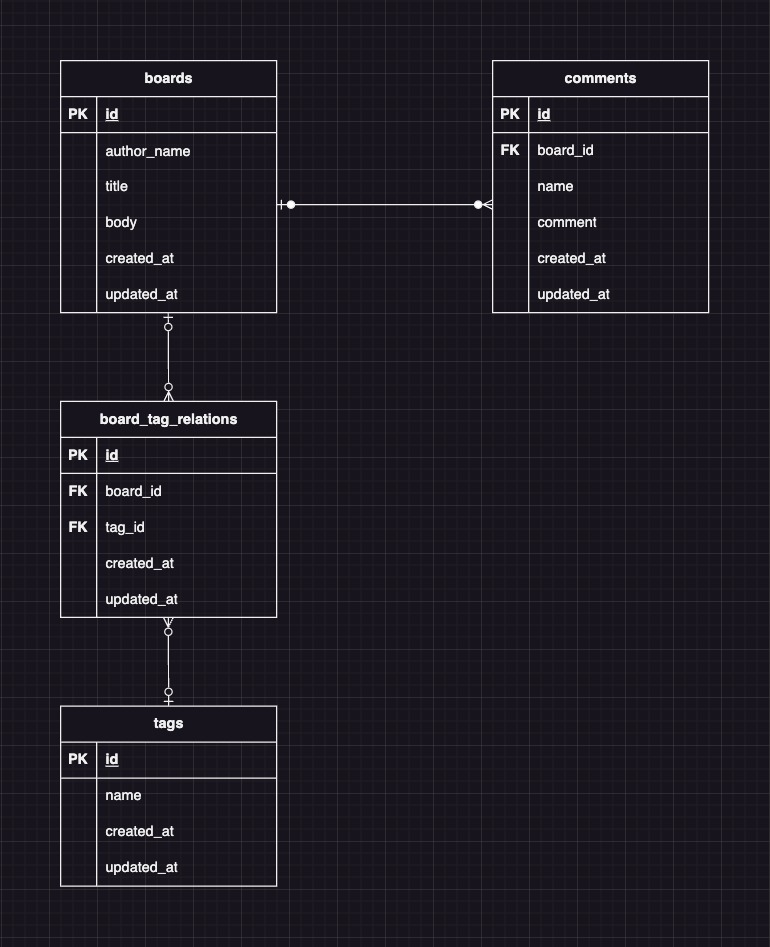 boards
PK id
author_name
title
body
created_at
updated_at
comments
PK id
FK board_id
name
comment
created_at
updated_at
board_tag_relations
PK id
FK board_id
FK tag_id
created_at
updated_at
tags
PK id
name
created_at
updated_at